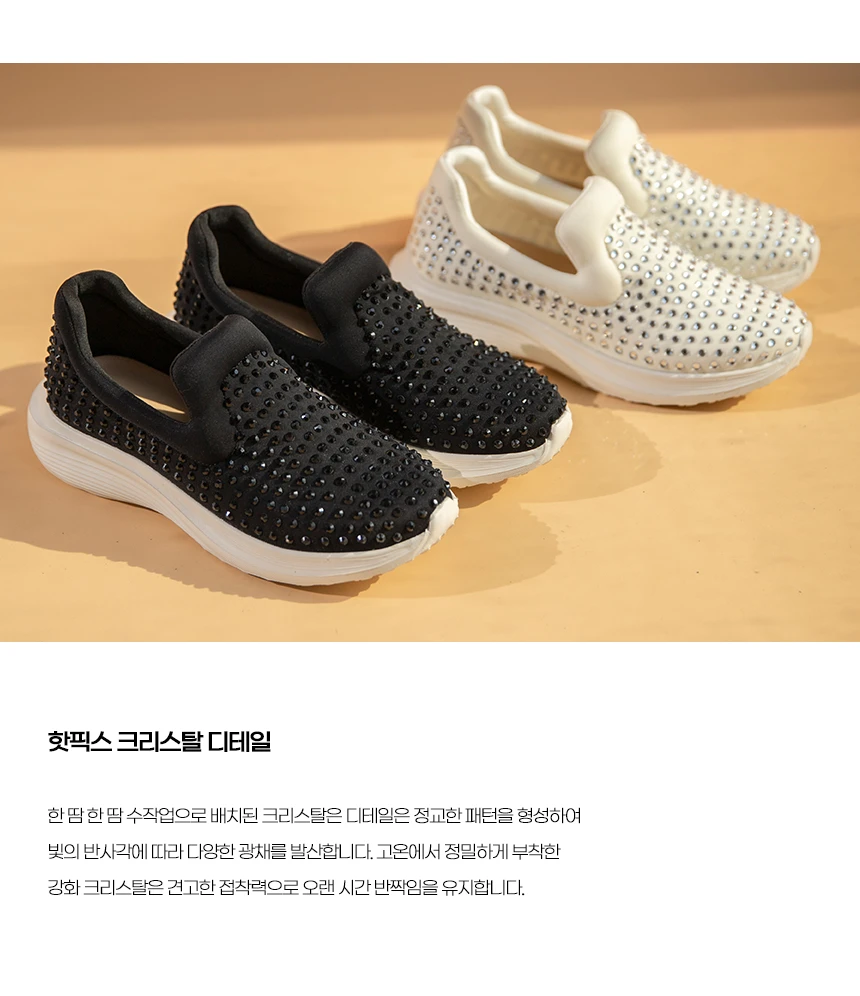 핫픽스 크리스탈 디테일
한 땀 한 땀 수작업으로 배치된 크리스탈은 디테일은 정교한 패턴을 형성하여
빛의 반사각에 따라 다양한 광채를 발산합니다. 고온에서 정밀하게 부착한
강화 크리스탈은 견고한 접착력으로 오랜 시간 반짝임을 유지합니다.